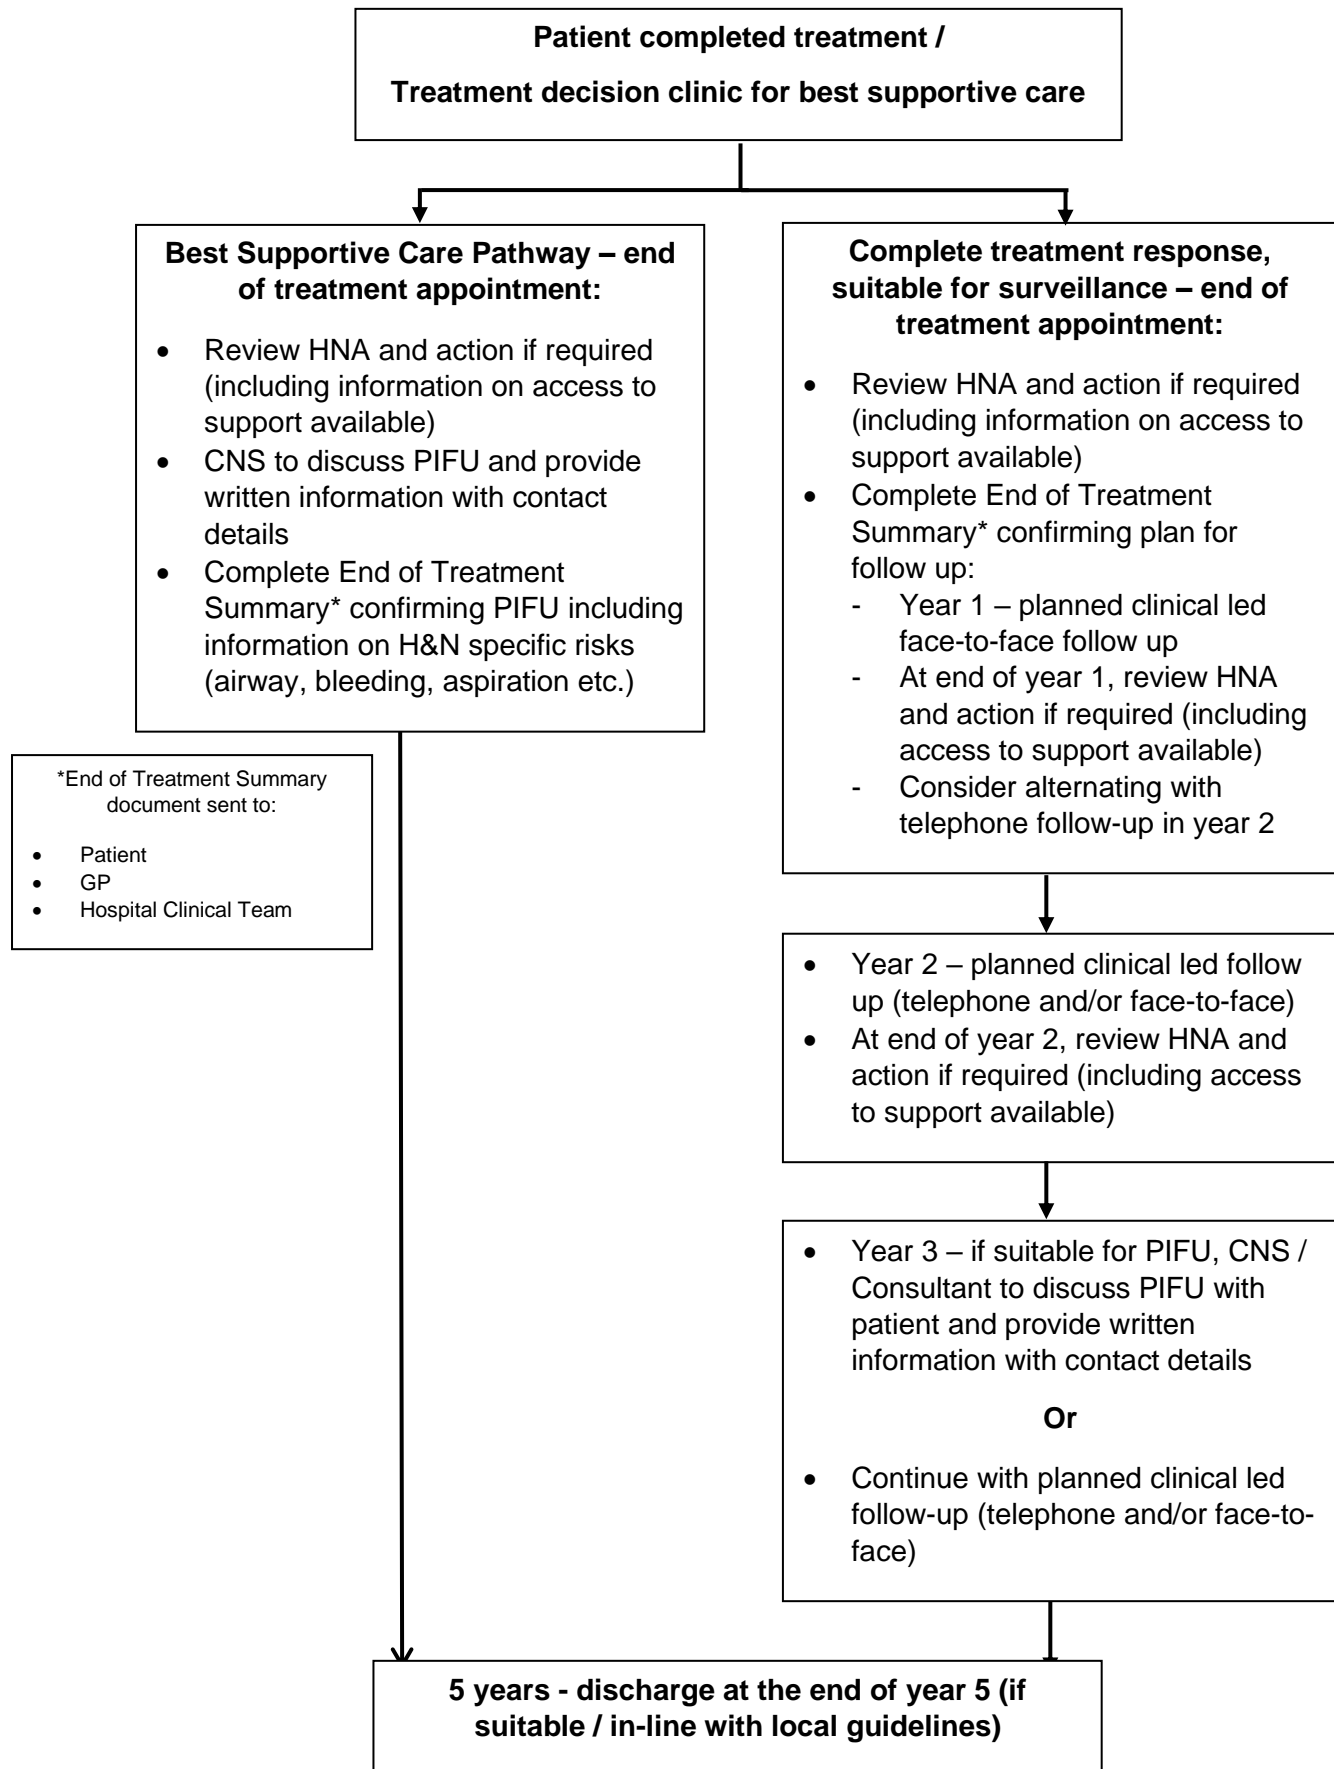 Patient completed treatment /
Treatment decision clinic for best supportive care
Best Supportive Care Pathway – end
of treatment appointment:
• Review HNA and action if required
(including information on access to
support available)
• CNS to discuss PIFU and provide
written information with contact
details
• Complete End of Treatment
Summary* confirming PIFU including
information on H&N specific risks
(airway, bleeding, aspiration etc.)
*End of Treatment Summary
document sent to:
• Patient
• GP
• Hospital Clinical Team
Complete treatment response,
suitable for surveillance – end of
treatment appointment:
• Review HNA and action if required
(including information on access to
support available)
• Complete End of Treatment
Summary* confirming plan for
follow up:
- Year 1 – planned clinical led
face-to-face follow up
- At end of year 1, review HNA
and action if required (including
access to support available)
- Consider alternating with
telephone follow-up in year 2
• Year 2 – planned clinical led follow
up (telephone and/or face-to-face)
• At end of year 2, review HNA and
action if required (including access
to support available)
• Year 3 – if suitable for PIFU, CNS /
Consultant to discuss PIFU with
patient and provide written
information with contact details
Or
• Continue with planned clinical led
follow-up (telephone and/or face-to-
face)
5 years - discharge at the end of year 5 (if
suitable / in-line with local guidelines)